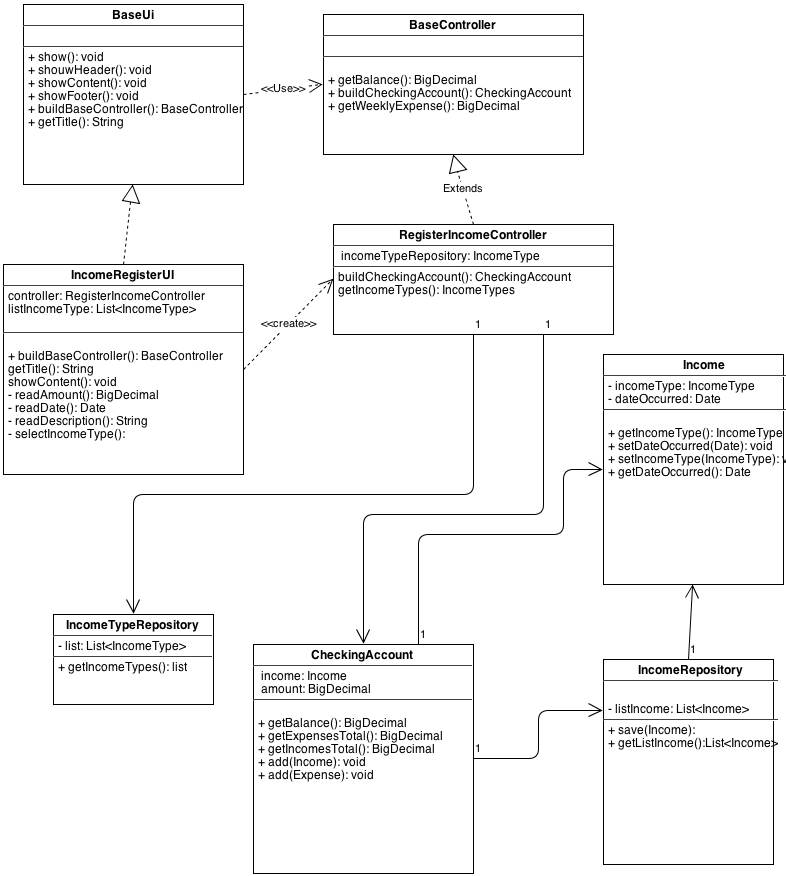 BaseUi
+ show(): void
+ shouwHeader(): void
+ showContent(): void
+ showFooter(): void
+ buildBaseController(): BaseController
+ getTitle(): String
<<Use>>
BaseController
+ getBalance(): BigDecimal
+ buildCheckingAccount(): CheckingAccount
+ getWeeklyExpense(): BigDecimal
Extends
RegisterIncomeController
incomeTypeRepository: IncomeType
buildCheckingAccount(): CheckingAccount
getIncomeTypes(): IncomeTypes
1
1
IncomeRegisterUI
controller: RegisterIncomeController
listIncomeType: List<IncomeType>
+ buildBaseController(): BaseController
getTitle(): String
showContent(): void
- readAmount(): BigDecimal
- readDate(): Date
- readDescription(): String
- selectIncomeType():
<<create>>
Income
- incomeType: IncomeType
- dateOccurred: Date
+ getIncomeType(): IncomeType
+ setDateOccurred(Date): void
+ setIncomeType(IncomeType): v
+ getDateOccurred(): Date
IncomeTypeRepository
- list: List<IncomeType>
+ getIncomeTypes(): list
1
CheckingAccount
income: Income
amount: BigDecimal
+ getBalance(): BigDecimal
+ getExpensesTotal(): BigDecimal
+ getIncomesTotal(): BigDecimal
+ add(Income): void
+ add(Expense): void
1
1
IncomeRepository
- listIncome: List<Income>
+ save(Income):
+ getListIncome():List<Income>